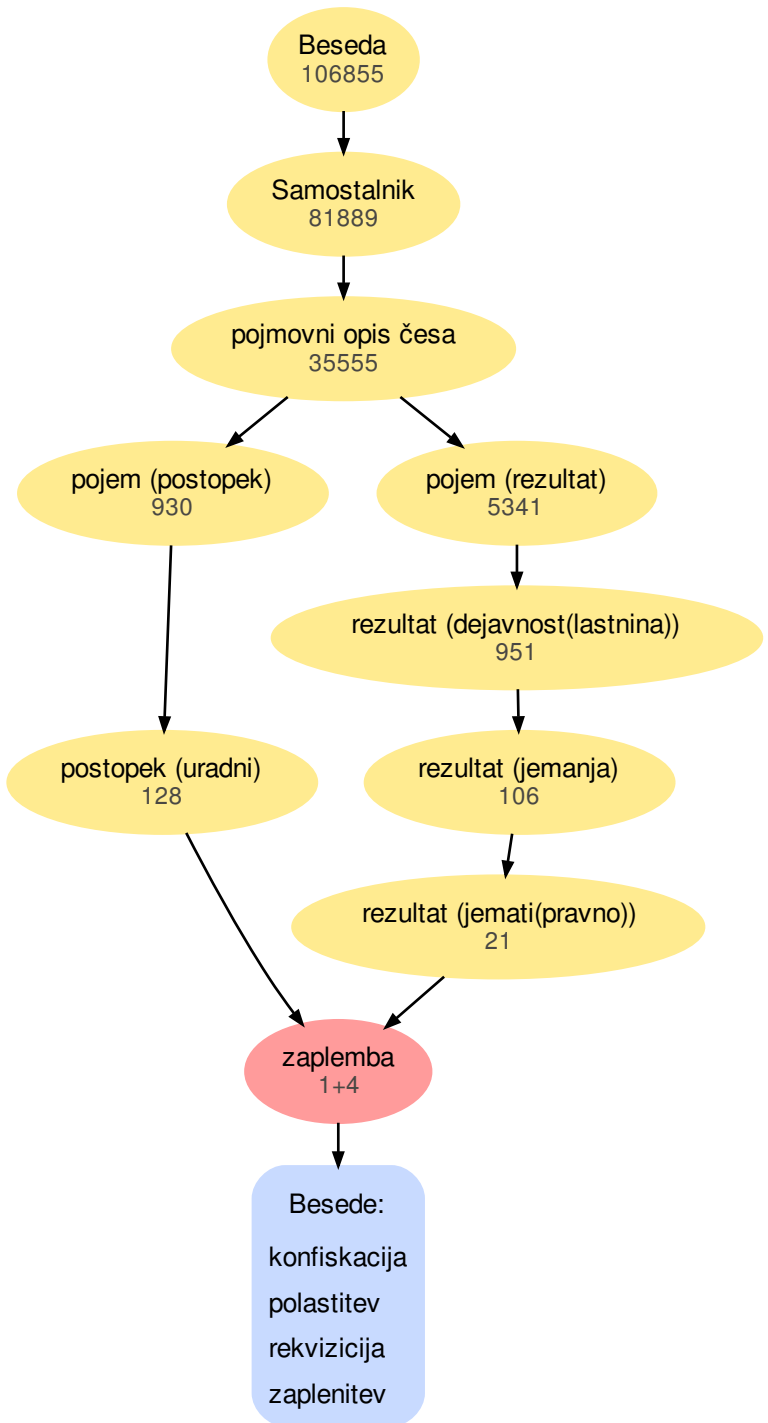 Beseda
106855
Samostalnik
81889
pojmovni opis česa
35555
pojem (postopek)
930
pojem (rezultat)
5341
rezultat (dejavnost(lastnina))
951
postopek (uradni)
128
rezultat (jemanja)
106
rezultat (jemati(pravno))
21
zaplemba
1+4
Besede:
konfiskacija
polastitev
rekvizicija
zaplenitev